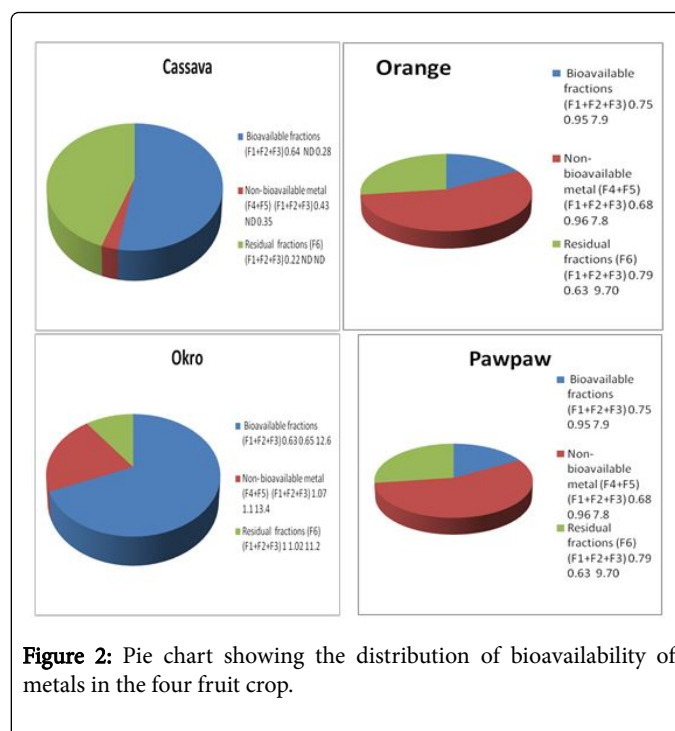 Cassava
Bioavailable fractions
(F1+F2+F3) 0.64 ND 0.28
Non-bioavailable metal
(F4+F5) (F1+F2+F3) 0.43
ND 0.35
Residual fractions (F6)
(F1+F2+F3) 0.22 ND ND
Orange
Bioavailable
fractions
(F1+F2+F3) 0.75
0.95 7.9
Non-
bioavailable
metal (F4+F5)
(F1+F2+F3) 0.68
0.96 7.8
Residual
fractions (F6)
(F1+F2+F3) 0.79
0.63 9.70
Okro
Bioavailable fractions
(F1+F2+F3) 0.63 0.65 12.6
Non-bioavailable metal
(F4+F5) (F1+F2+F3) 1.07
1.1 13.4
Residual fractions (F6)
(F1+F2+F3) 1 1.02 11.2
Pawpaw
Bioavailable
fractions
(F1+F2+F3) 0.75
0.95 7.9
Non-
bioavailable
metal (F4+F5)
(F1+F2+F3) 0.68
0.96 7.8
Residual
fractions (F6)
(F1+F2+F3) 0.79
0.63 9.70
Figure 2: Pie chart showing the distribution of bioavailability of
metals in the four fruit crop.